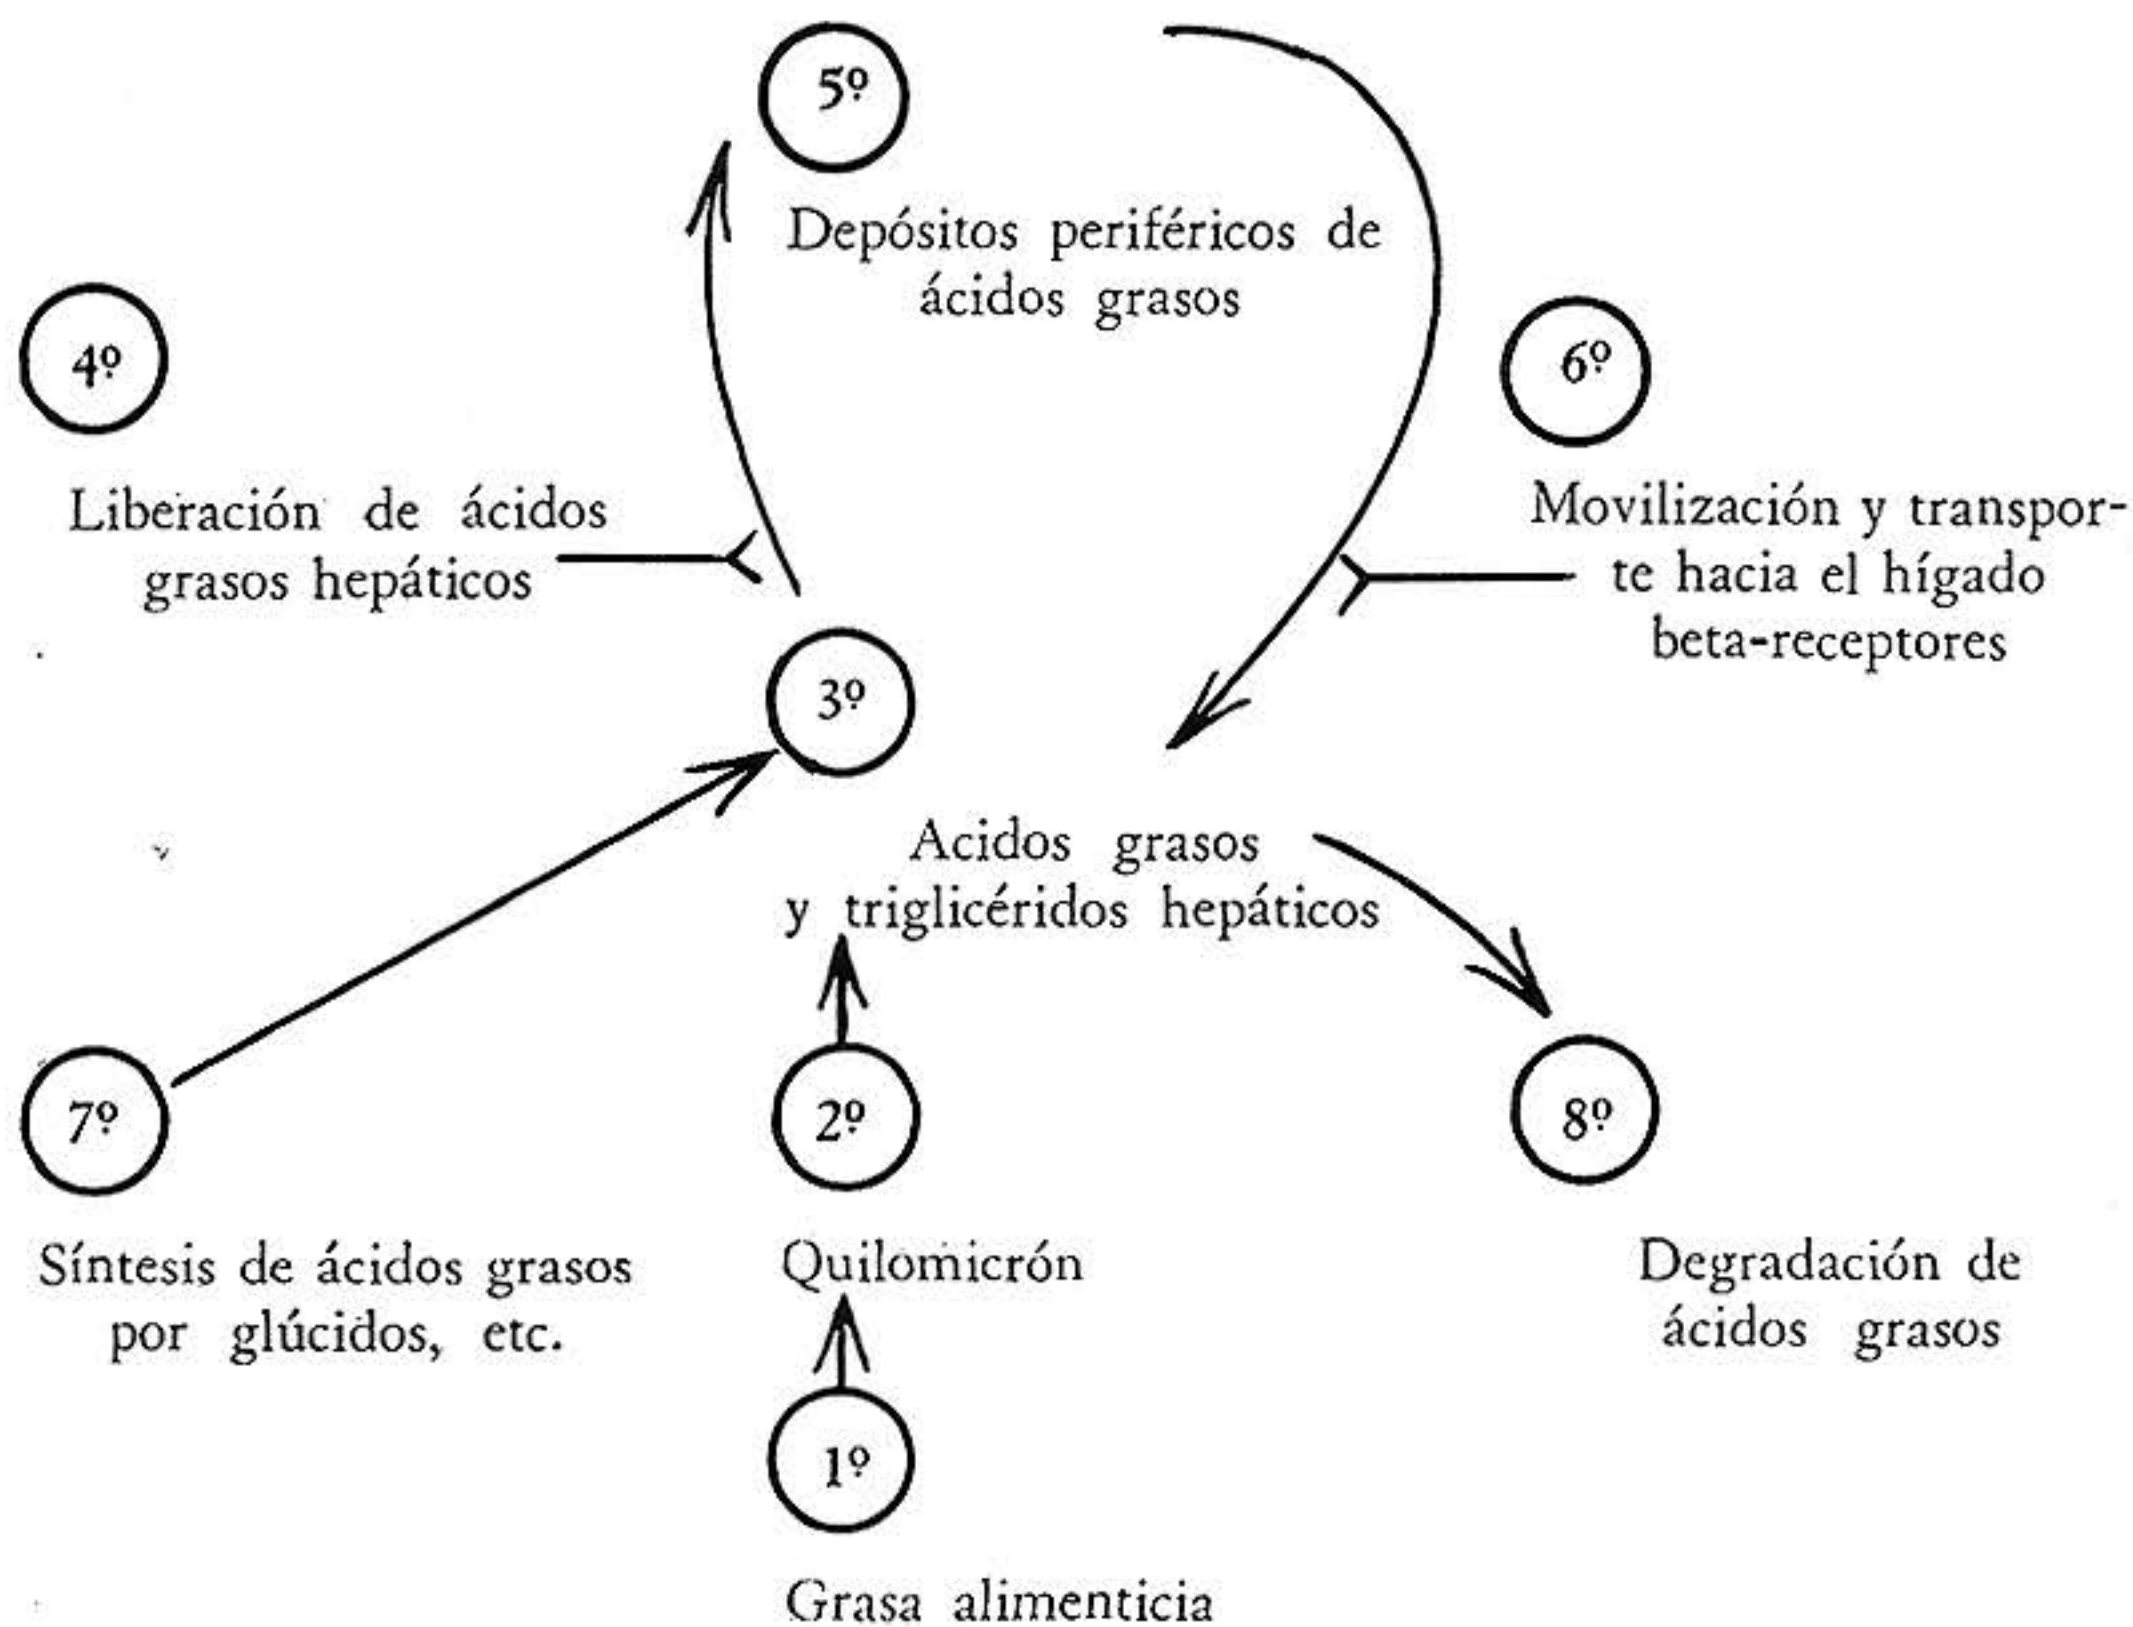 5º
Depósitos periféricos de
ácidos grasos
4º
Liberación de ácidos
grasos hepáticos
6º
Movilización y transpor-
te hacia el hígado
beta-receptores
3º
Acidos grasos
y triglicéridos hepáticos
7º
Síntesis de ácidos grasos
por glúcidos, etc.
2º
Quilomicrón
8º
Degradación de
ácidos grasos
1º
Grasa alimenticia